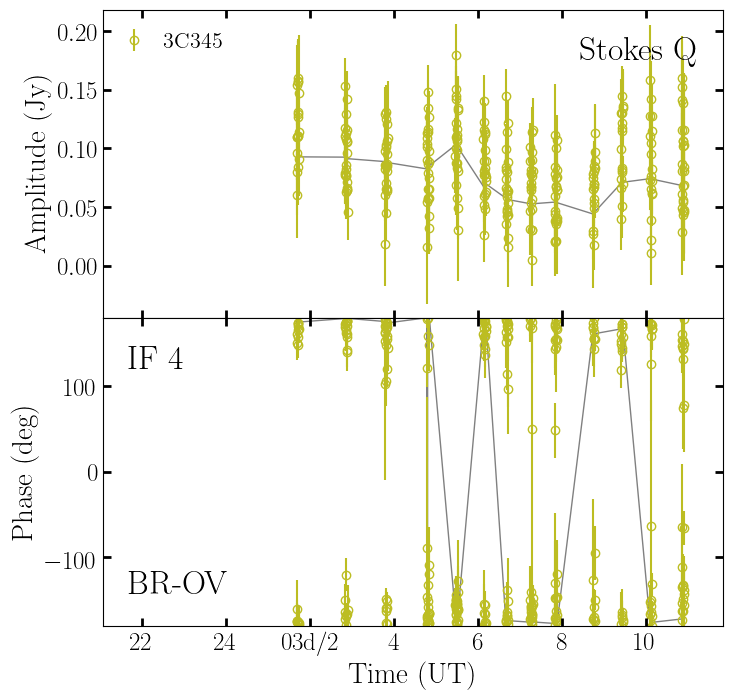 3C345
Stokes Q
0.20
0.15
0.10
0.05
0.00
Amplitude (Jy)
IF 4
100
0
−100
Phase (deg)
BR-OV
22 24 03d/2 4 6 8 10
Time (UT)